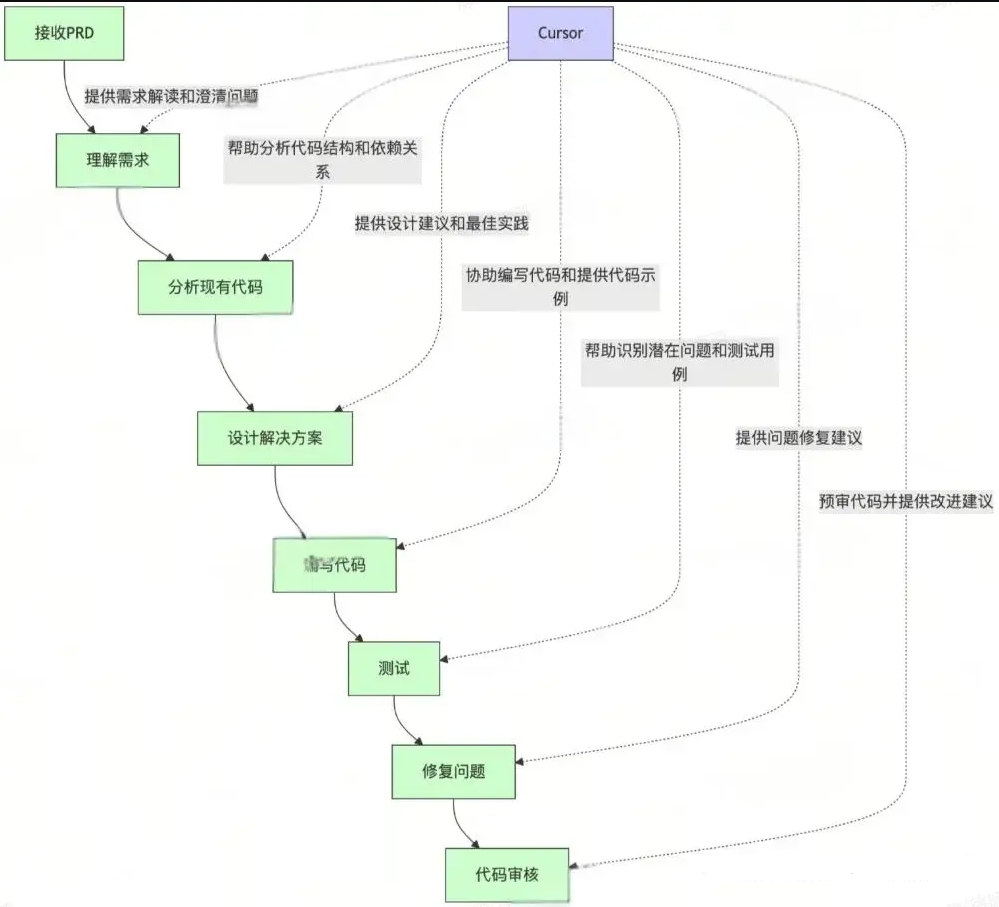 接收PRD
Cursor
提供需求解读和澄清问题
帮助分析代码结构和依赖关
系
理解需求
提供设计建议和最佳实践
协助编写代码和提供代码示
例
分析现有代码
帮助识别潜在问题和测试用
例
设计解决方案
提供问题修复建议
预审代码并提供改进建议
编写代码
测试
修复问题
代码审核